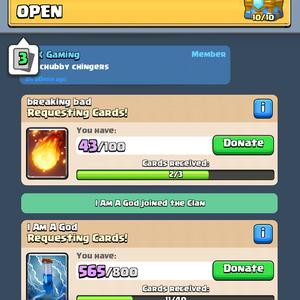 OPEN
10/10
3
Gaming
Member
chubby chingers
breaking bad
Requesting Cards!
You have:
43/100
Donate
Cards received:
2/3
I Am A God joined the Clan
I Am A God
Requesting Cards!
You have:
565/800
Donate
Cards received: